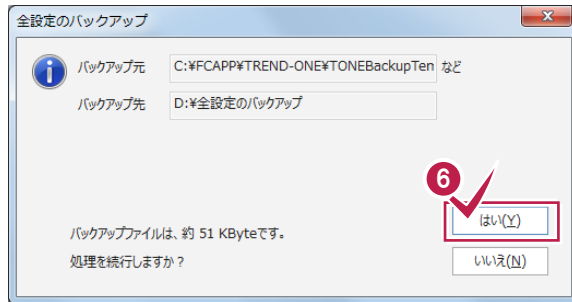 全設定のバックアップ
バックアップ元 C:¥FCAPP¥TREND-ONE¥TONEBackupTen など
バックアップ先 D:¥全設定のバックアップ
6
はい(Y)
バックアップファイルは、約 51 KByteです。
処理を続行しますか?
いいえ(N)